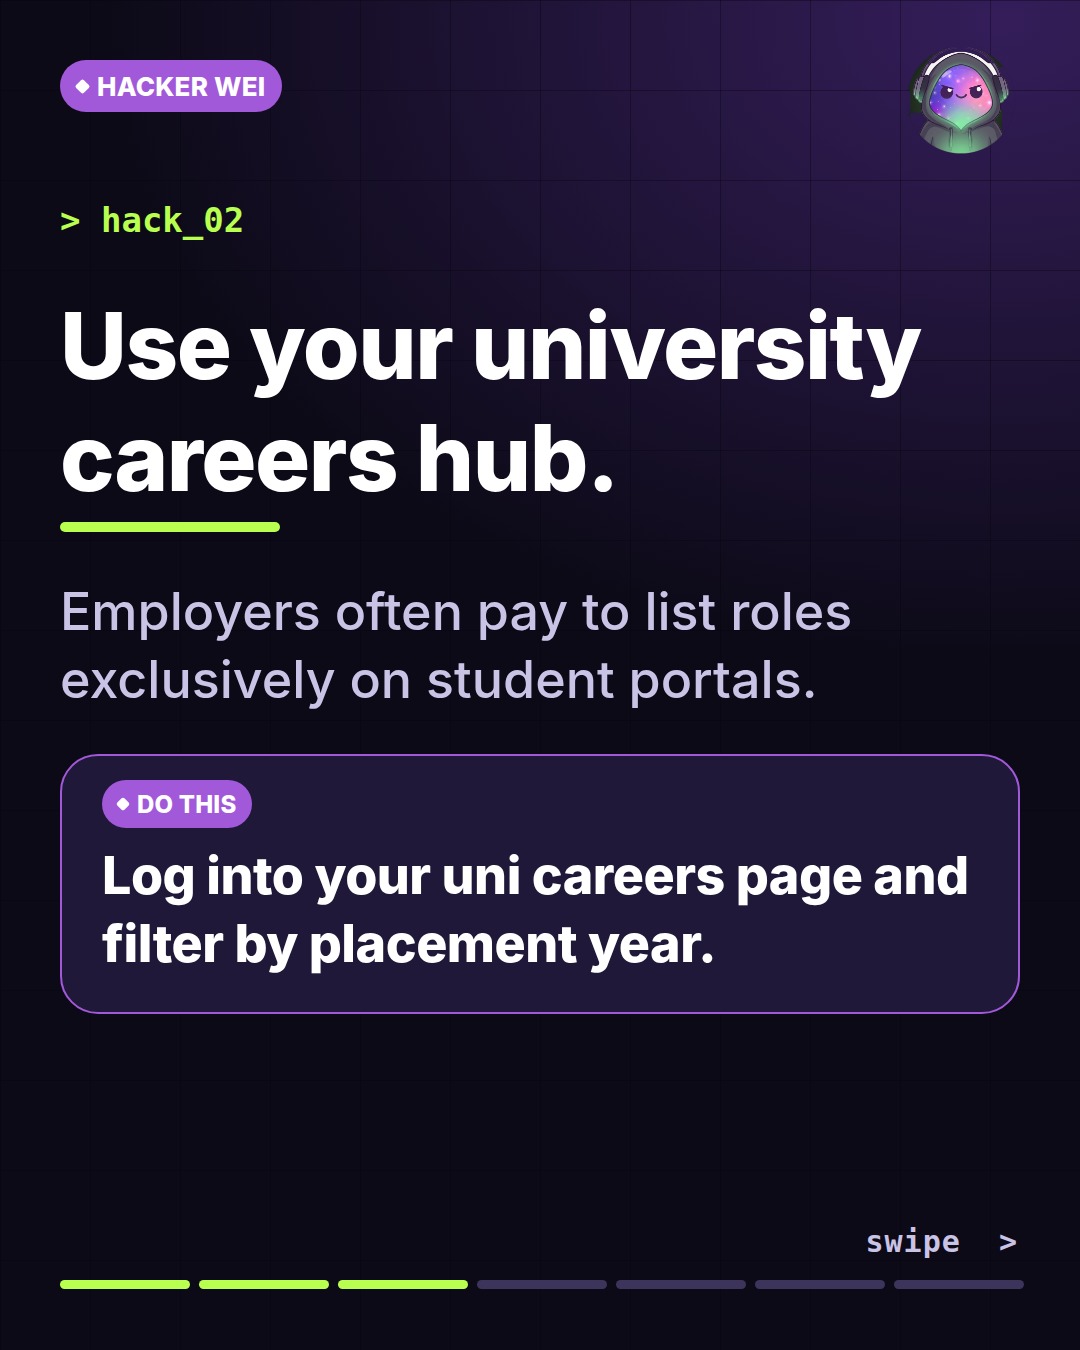 HACKER WEI
> hack_02
Use your university
careers hub.
Employers often pay to list roles
exclusively on student portals.
DO THIS
Log into your uni careers page and
filter by placement year.
swipe >